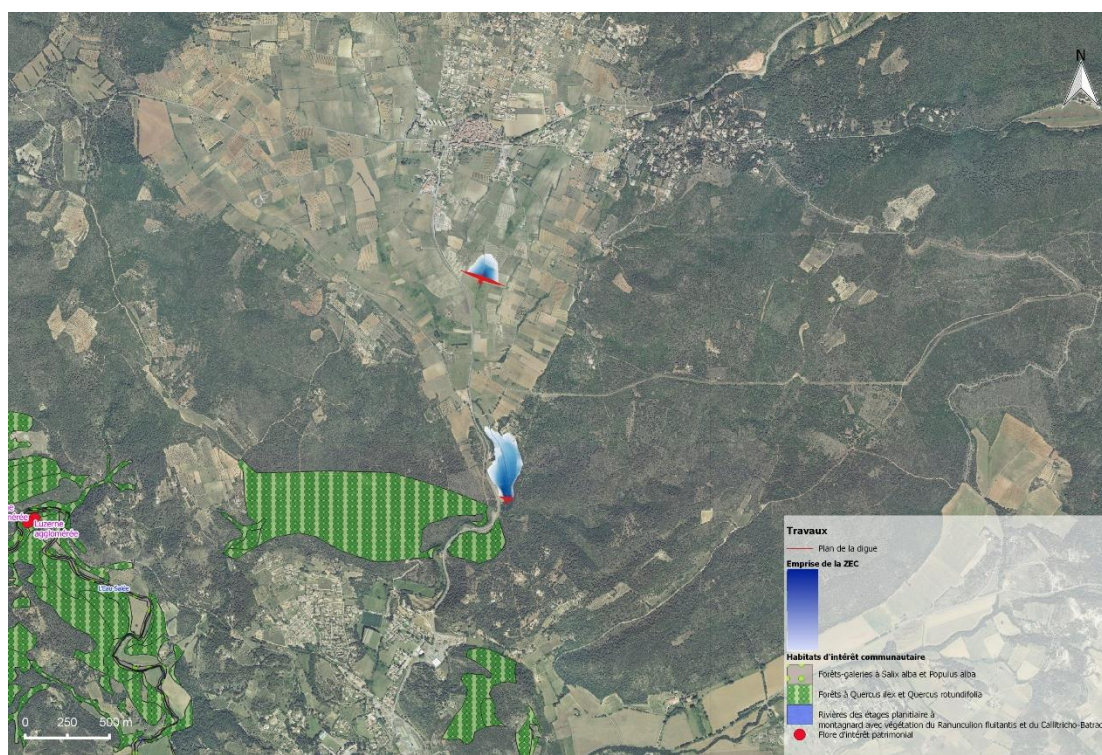 N
Luzerne
agglomérée
L'Eau Salée
0 250 500 m
Travaux
Plan de la digue
Emprise de la ZEC
Habitats d'intérêt communautaire
Forêts-galeries à Salix alba et Populus alba
Forêts à Quercus ilex et Quercus rotundifolia
Rivières des étages planitiaire à
montagnard avec végétation du Ranunculion fluitantis et du Callitricho-Batrac
Flore d'intérêt patrimonial